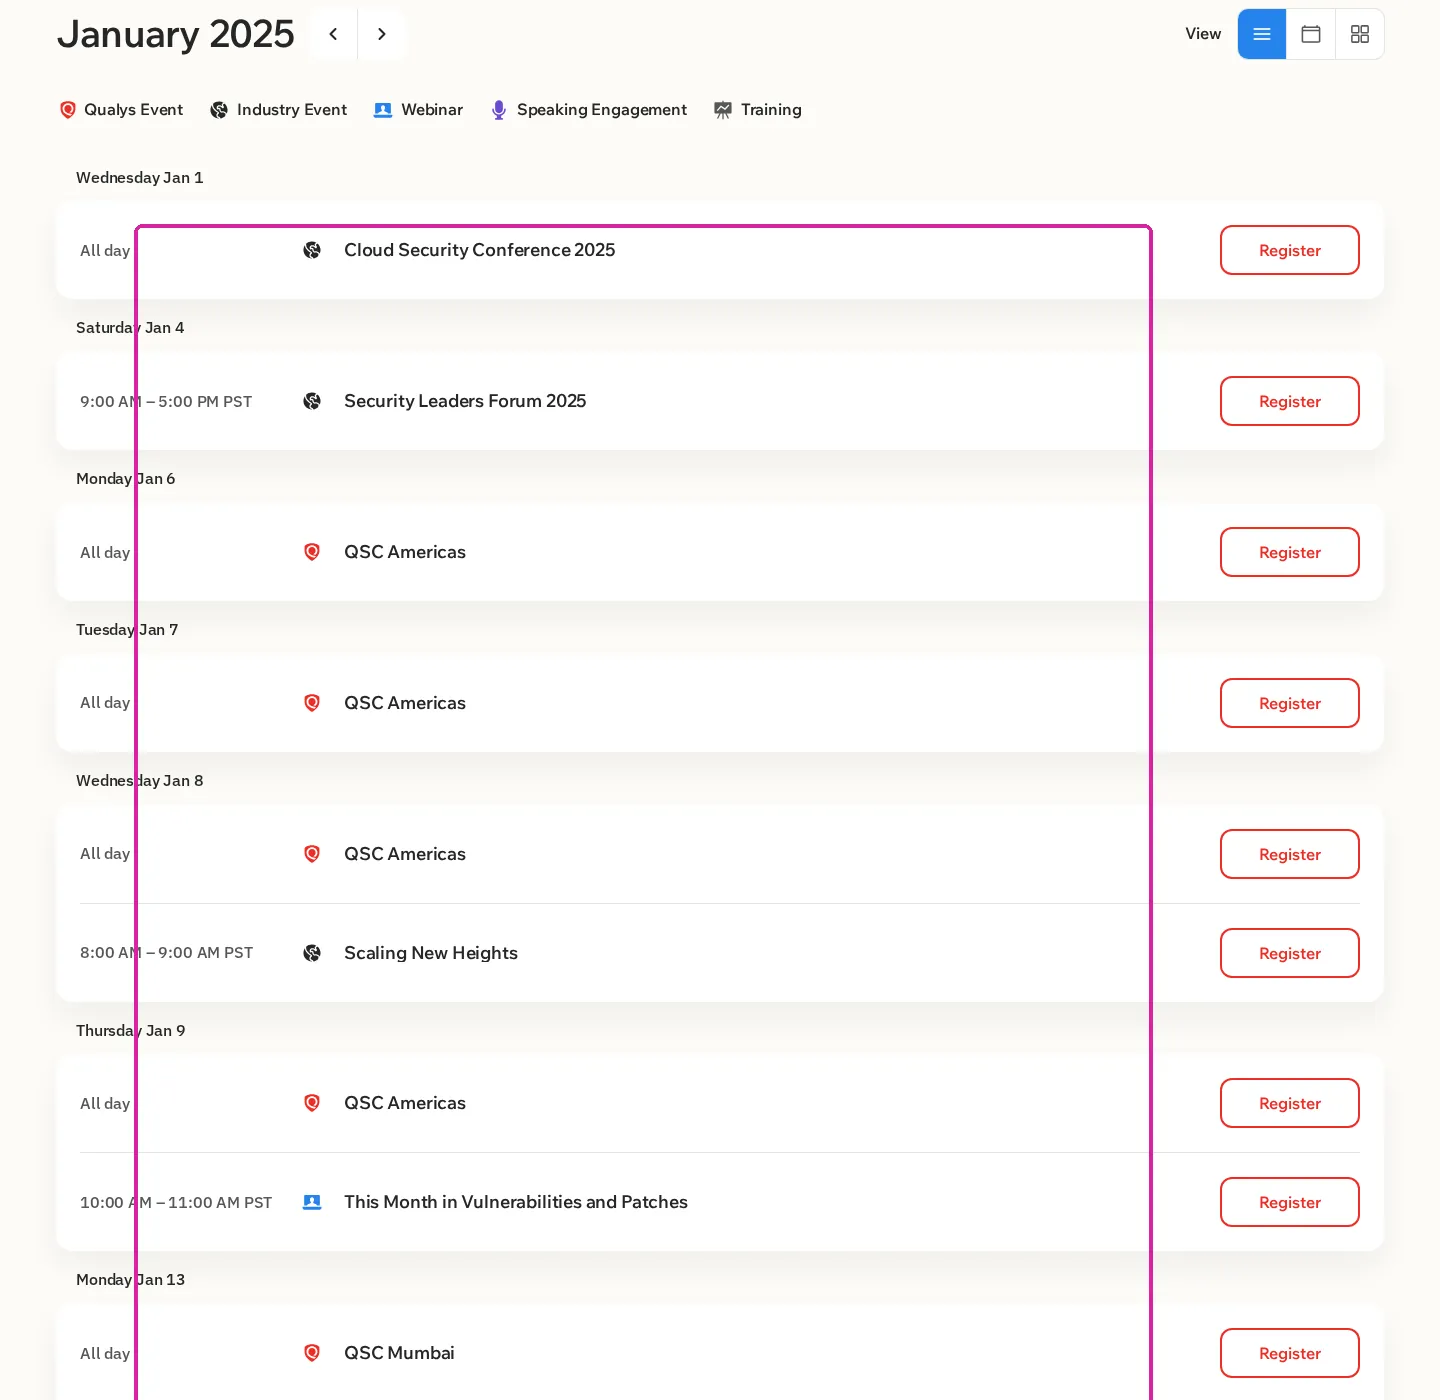 January 2025
View
Qualys Event Industry Event Webinar Speaking Engagement Training
Wednesday Jan 1
All day Cloud Security Conference 2025 Register
Saturday Jan 4
9:00 AM – 5:00 PM PST Security Leaders Forum 2025 Register
Monday Jan 6
All day QSC Americas Register
Tuesday Jan 7
All day QSC Americas Register
Wednesday Jan 8
All day QSC Americas Register
8:00 AM – 9:00 AM PST Scaling New Heights Register
Thursday Jan 9
All day QSC Americas Register
10:00 AM – 11:00 AM PST This Month in Vulnerabilities and Patches Register
Monday Jan 13
All day QSC Mumbai Register